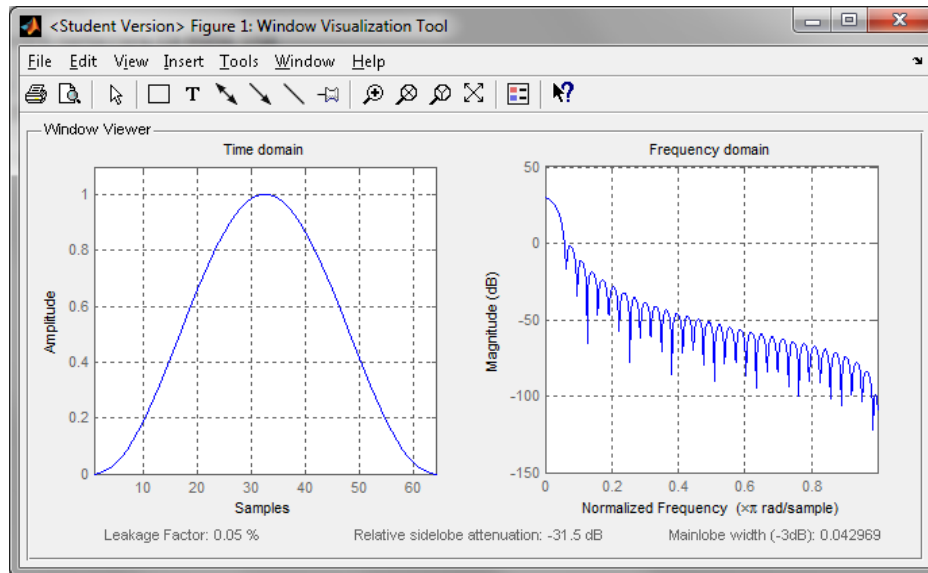 <Student Version> Figure 1: Window Visualization Tool
File Edit View Insert Tools Window Help
T
Window Viewer
Time domain
1
0.8
0.6
0.4
0.2
0
10 20 30 40 50 60
Amplitude
Samples
Frequency domain
50
0
-50
-100
-150
0 0.2 0.4 0.6 0.8
Magnitude (dB)
Normalized Frequency (×π rad/sample)
Leakage Factor: 0.05 %
Relative sidelobe attenuation: -31.5 dB
Mainlobe width (-3dB): 0.042969